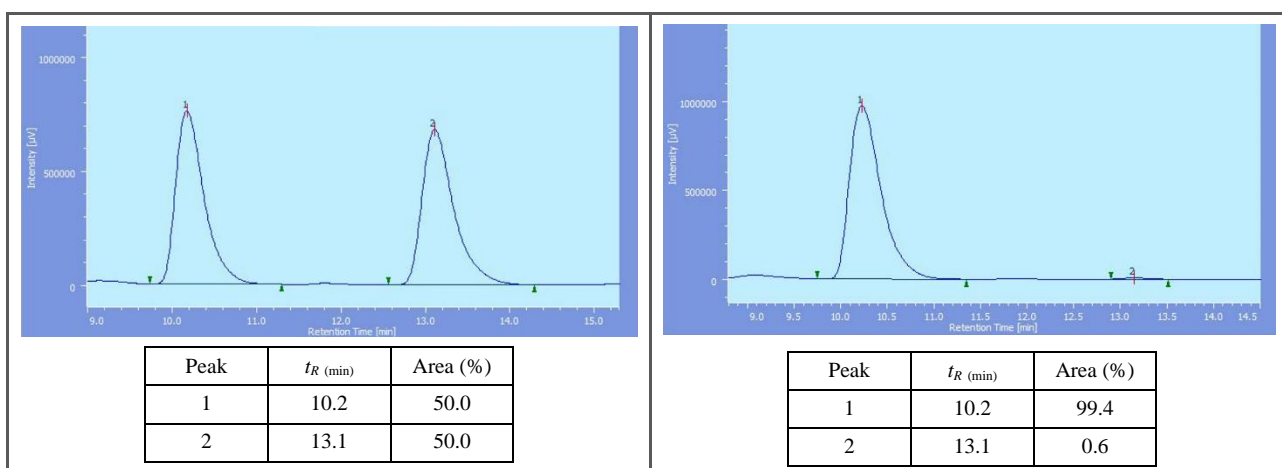 1000000
500000
0
Intensity [µV]
1
2
9.0 10.0 11.0 12.0 13.0 14.0 15.0
Retention Time [min]
Peak tR (min) Area (%)
1 10.2 50.0
2 13.1 50.0
1000000
500000
0
Intensity [µV]
1
2
9.0 9.5 10.0 10.5 11.0 11.5 12.0 12.5 13.0 13.5 14.0 14.5
Retention Time [min]
Peak tR (min) Area (%)
1 10.2 99.4
2 13.1 0.6